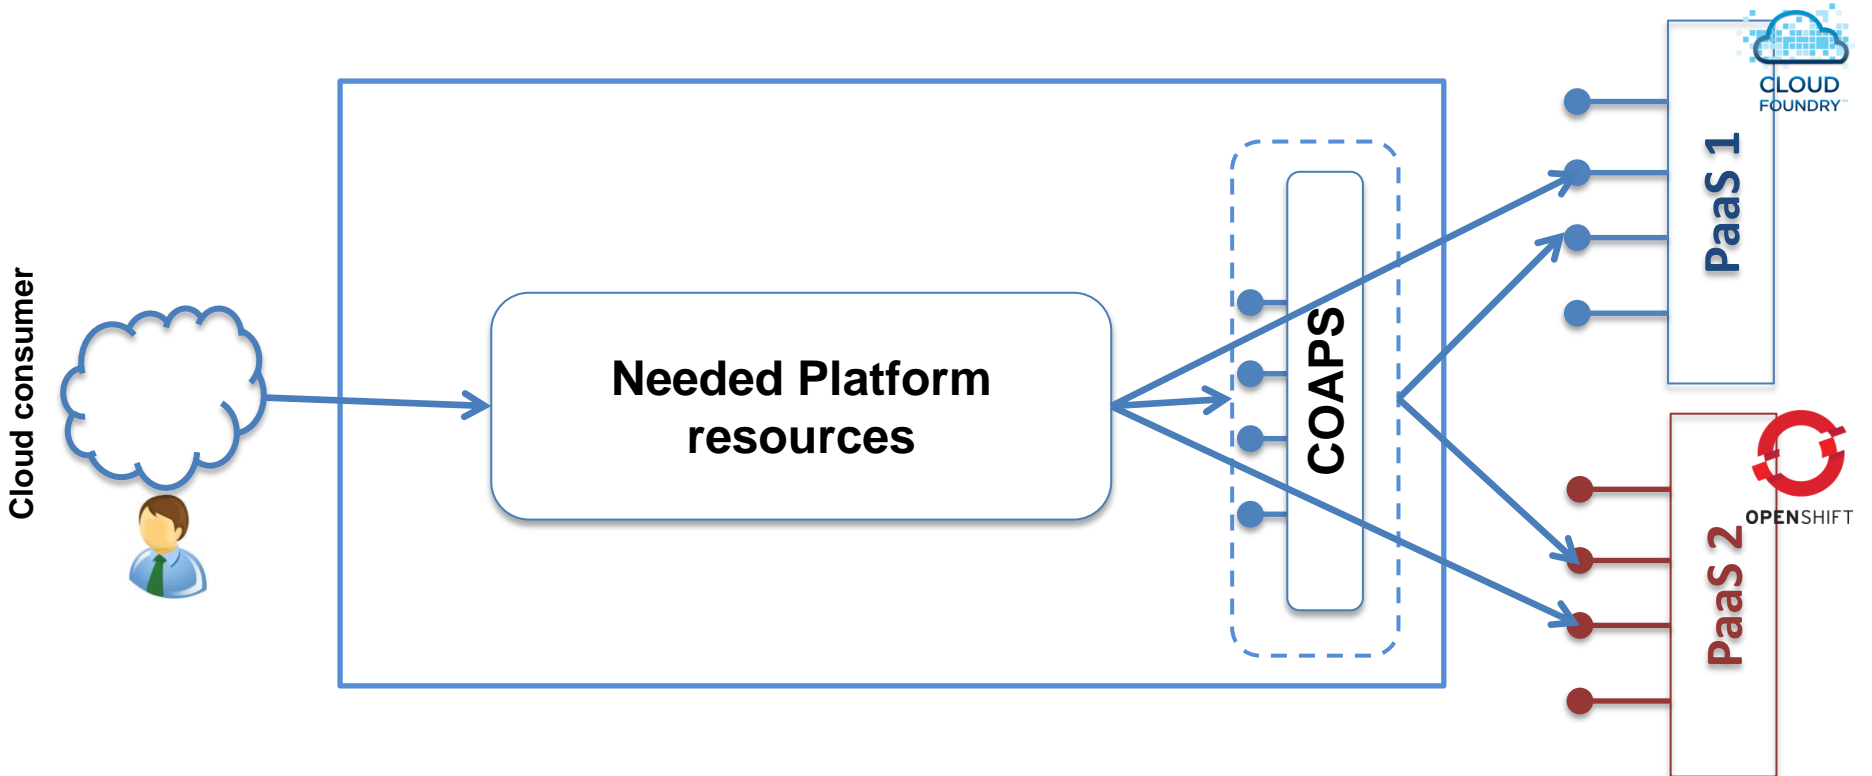 Cloud consumer
Needed Platform
resources
COAPS
PaaS 1
CLOUD
FOUNDRY
PaaS 2
OPENSHIFT